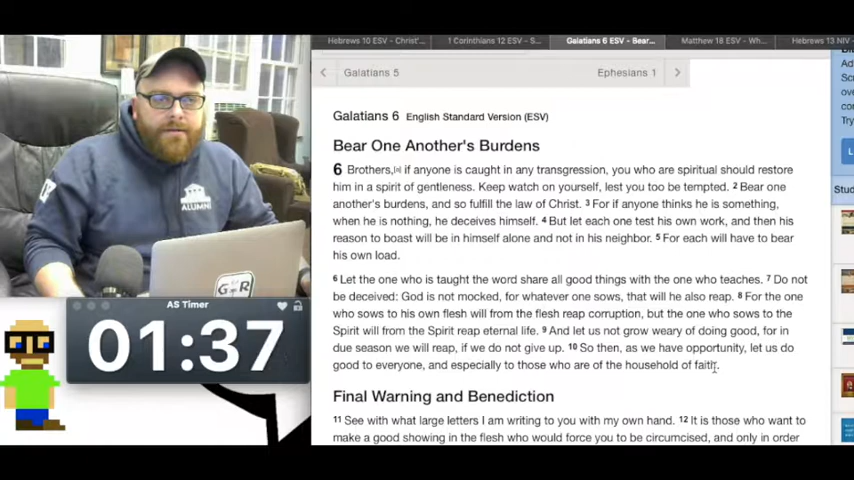 Hebrews 10 ESV - Christ'...
1 Corinthians 12 ESV - S...
Galatians 6 ESV - Bear...
Matthew 18 ESV - Wh...
Hebrews 13 NIV
Galatians 5
Ephesians 1
Galatians 6 English Standard Version (ESV)
Bear One Another's Burdens
6 Brothers,[a] if anyone is caught in any transgression, you who are spiritual should restore
him in a spirit of gentleness. Keep watch on yourself, lest you too be tempted. 2 Bear one
another's burdens, and so fulfill the law of Christ. 3 For if anyone thinks he is something,
when he is nothing, he deceives himself. 4 But let each one test his own work, and then his
reason to boast will be in himself alone and not in his neighbor. 5 For each will have to bear
his own load.
6 Let the one who is taught the word share all good things with the one who teaches. 7 Do not
be deceived: God is not mocked, for whatever one sows, that will he also reap. 8 For the one
who sows to his own flesh will from the flesh reap corruption, but the one who sows to the
Spirit will from the Spirit reap eternal life. 9 And let us not grow weary of doing good, for in
due season we will reap, if we do not give up. 10 So then, as we have opportunity, let us do
good to everyone, and especially to those who are of the household of faith.
Final Warning and Benediction
11 See with what large letters I am writing to you with my own hand. 12 It is those who want to
make a good showing in the flesh who would force you to be circumcised, and only in order
Ad
Sc
ove
co
Try
L
Stud
ALUMNI
AS Timer
01:37